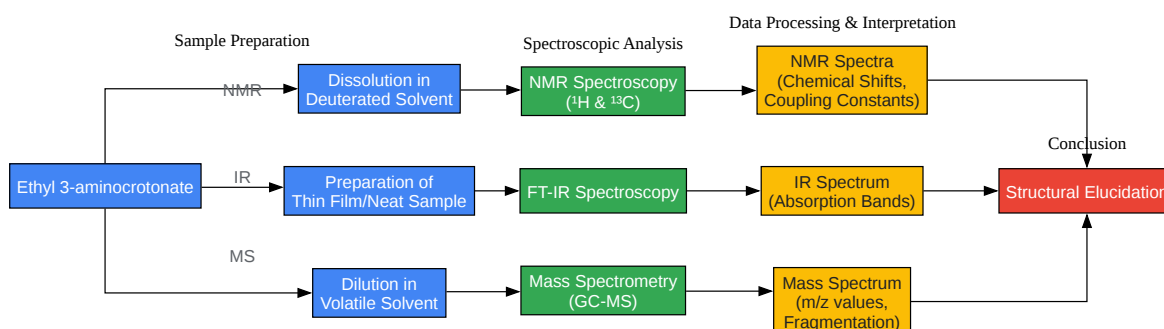 Data Processing & Interpretation
Sample Preparation
Spectroscopic Analysis
NMR
Dissolution in
Deuterated Solvent
NMR Spectroscopy
(¹H & ¹³C)
NMR Spectra
(Chemical Shifts,
Coupling Constants)
Conclusion
Ethyl 3-aminocrotonate
IR
Preparation of
Thin Film/Neat Sample
FT-IR Spectroscopy
IR Spectrum
(Absorption Bands)
Structural Elucidation
MS
Dilution in
Volatile Solvent
Mass Spectrometry
(GC-MS)
Mass Spectrum
(m/z values,
Fragmentation)